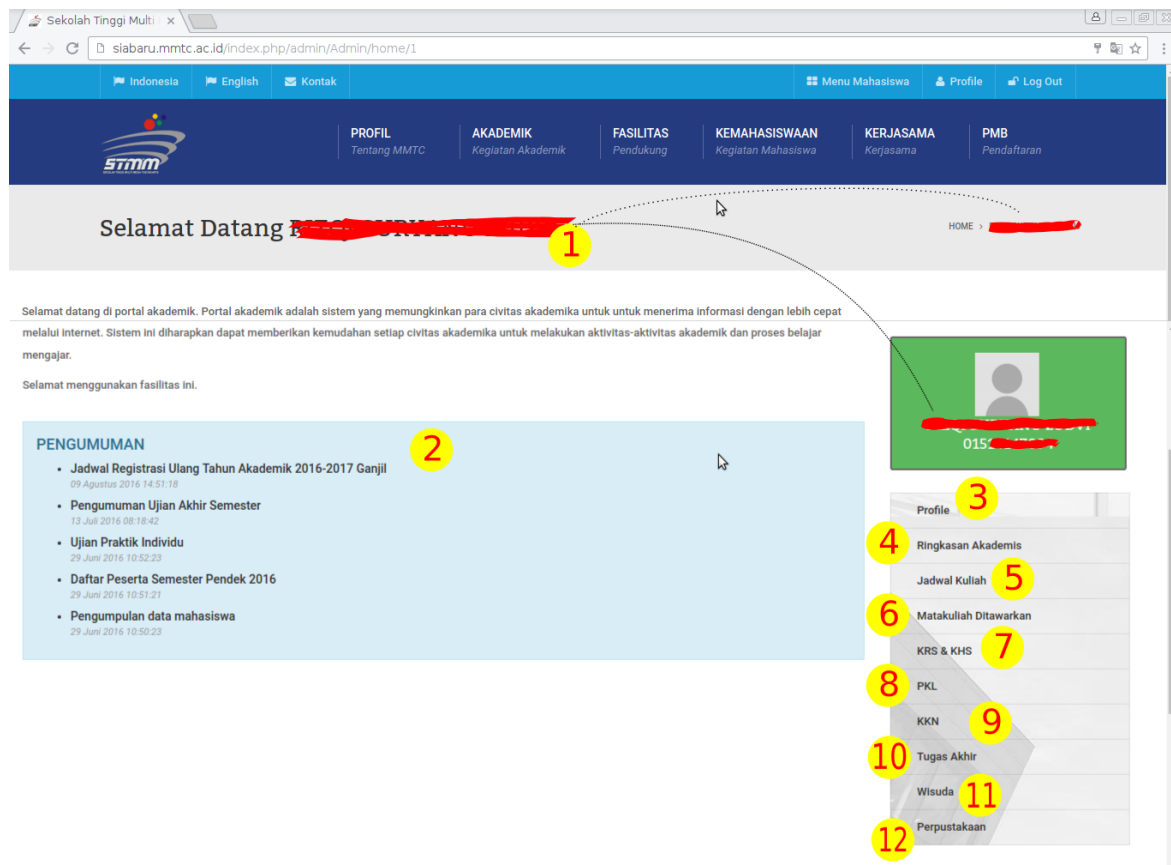 Sekolah Tinggi Multi
siabaru.mmtc.ac.id/index.php/admin/Admin/home/1
Indonesia English Kontak Menu Mahasiswa Profile Log Out
STMM
PROFIL AKADEMIK FASILITAS KEMAHASISWAAN KERJASAMA PMB
Tentang MMTC Kegiatan Akademik Pendukung Kegiatan Mahasiswa Kerjasama Pendaftaran
Selamat Datang
1
HOME >
Selamat datang di portal akademik. Portal akademik adalah sistem yang memungkinkan para civitas akademika untuk untuk menerima informasi dengan lebih cepat
melalui internet. Sistem ini diharapkan dapat memberikan kemudahan setiap civitas akademika untuk melakukan aktivitas-aktivitas akademik dan proses belajar
mengajar.
Selamat menggunakan fasilitas ini.
PENGUMUMAN
2
• Jadwal Registrasi Ulang Tahun Akademik 2016-2017 Ganjil
09 Agustus 2016 14:51:18
• Pengumuman Ujian Akhir Semester
13 Juli 2016 08:18:42
• Ujian Praktik Individu
29 Juni 2016 10:52:23
• Daftar Peserta Semester Pendek 2016
29 Juni 2016 10:51:21
• Pengumpulan data mahasiswa
29 Juni 2016 10:50:23
Profile 3
4 Ringkasan Akademis
Jadwal Kuliah 5
6 Matakuliah Ditawarkan
KRS & KHS 7
8 PKL
KKN 9
10 Tugas Akhir
Wisuda 11
12 Perpustakaan